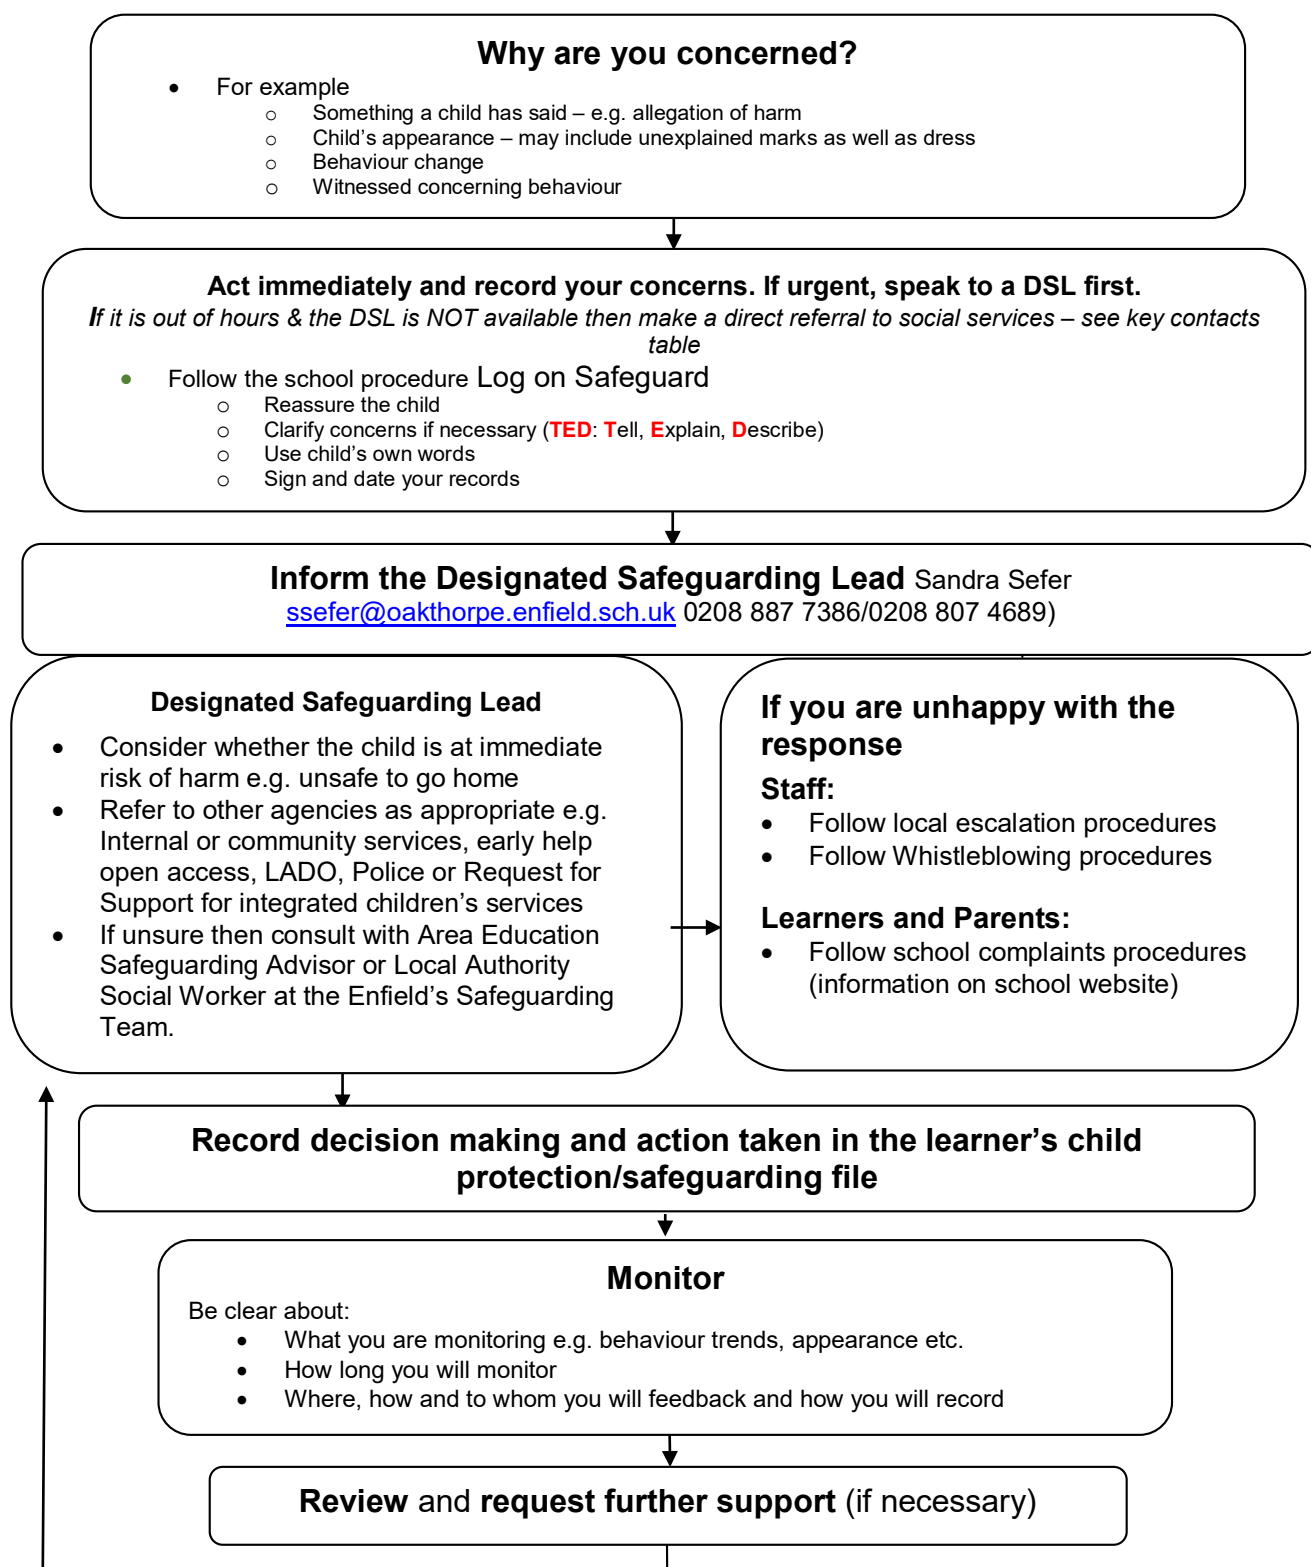 Why are you concerned?
• For example
o Something a child has said – e.g. allegation of harm
o Child's appearance – may include unexplained marks as well as dress
o Behaviour change
o Witnessed concerning behaviour
Act immediately and record your concerns. If urgent, speak to a DSL first.
If it is out of hours & the DSL is NOT available then make a direct referral to social services – see key contacts
table
• Follow the school procedure Log on Safeguard
o Reassure the child
o Clarify concerns if necessary (TED: Tell, Explain, Describe)
o Use child's own words
o Sign and date your records
Inform the Designated Safeguarding Lead Sandra Sefer
ssefer@oakthorpe.enfield.sch.uk 0208 887 7386/0208 807 4689)
Designated Safeguarding Lead
• Consider whether the child is at immediate
risk of harm e.g. unsafe to go home
• Refer to other agencies as appropriate e.g.
Internal or community services, early help
open access, LADO, Police or Request for
Support for integrated children's services
• If unsure then consult with Area Education
Safeguarding Advisor or Local Authority
Social Worker at the Enfield's Safeguarding
Team.
If you are unhappy with the
response
Staff:
• Follow local escalation procedures
• Follow Whistleblowing procedures
Learners and Parents:
• Follow school complaints procedures
(information on school website)
Record decision making and action taken in the learner's child
protection/safeguarding file
Monitor
Be clear about:
• What you are monitoring e.g. behaviour trends, appearance etc.
• How long you will monitor
• Where, how and to whom you will feedback and how you will record
Review and request further support (if necessary)